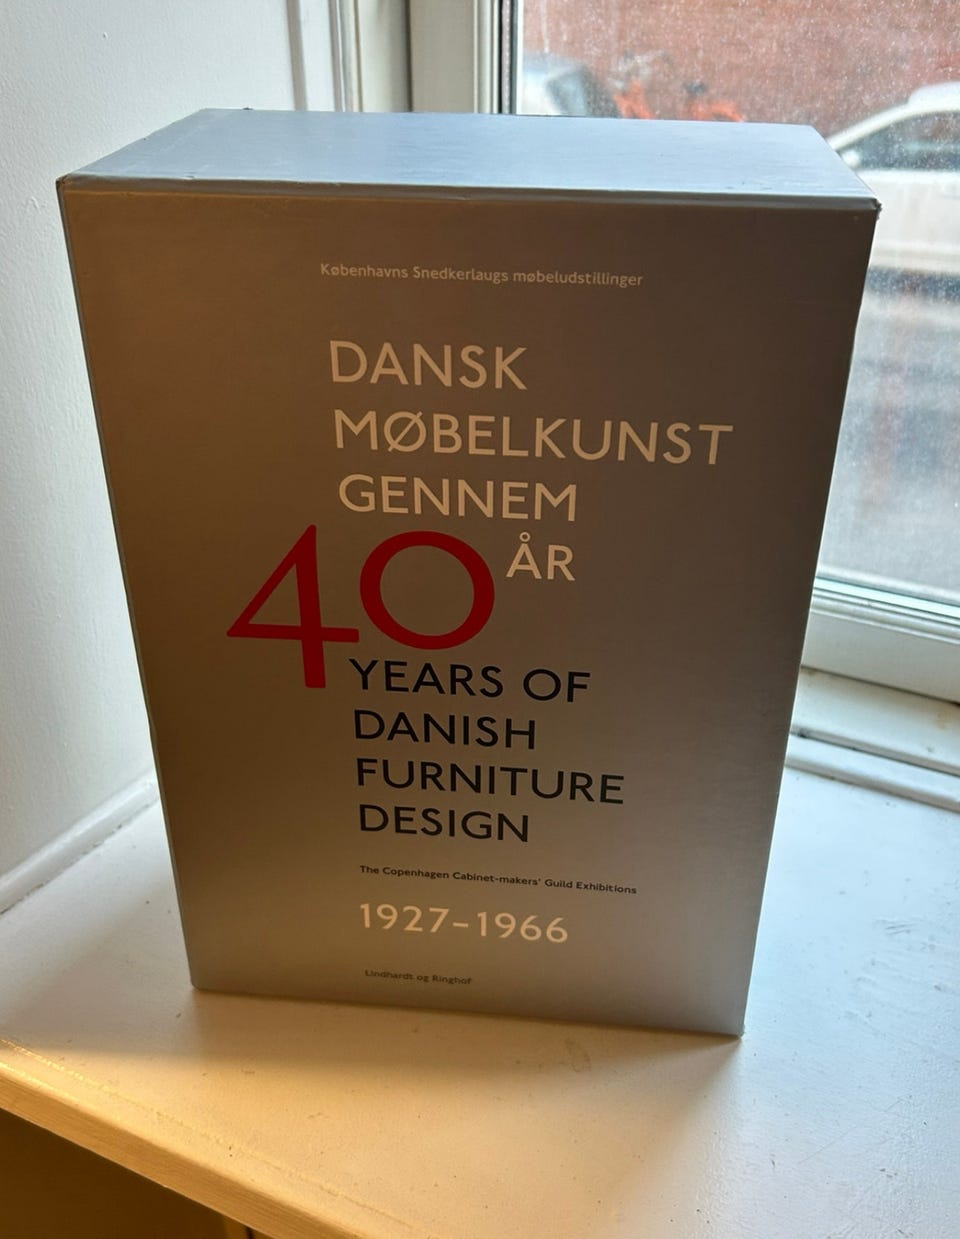 Københavns Snedkerlaugs møbeludstillinger
DANSK
MØBELKUNST
GENNEM
40 ÅR
YEARS OF
DANISH
FURNITURE
DESIGN
The Copenhagen Cabinet-makers' Guild Exhibitions
1927–1966
Lindhardt og Ringhof